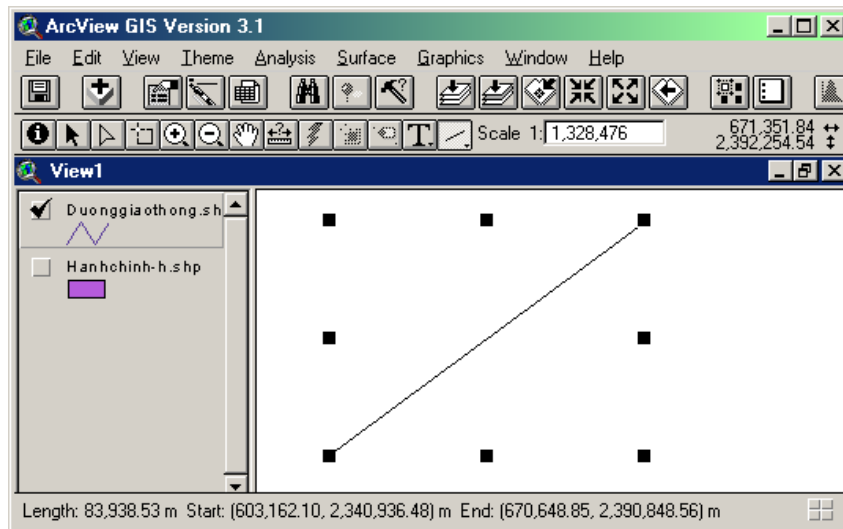 ArcView GIS Version 3.1
File Edit View Theme Analysis Surface Graphics Window Help
T Scale 1: 1,328,476 671,351.84
2,392,254.54
View1
Duonggiaothong.sh
Hanhchinh-h.shp
Length: 83,938.53 m Start: (603,162.10, 2,340,936.48) m End: (670,648.85, 2,390,848.56) m